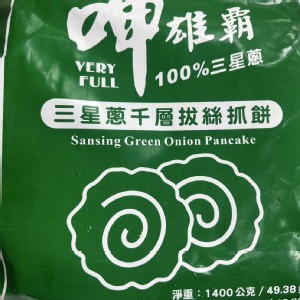 呷雄霸
VERY
FULL
100%三星蔥
三星蔥千層拔絲抓餅
Sansing Green Onion Pancake
淨重：1400公克/49.38